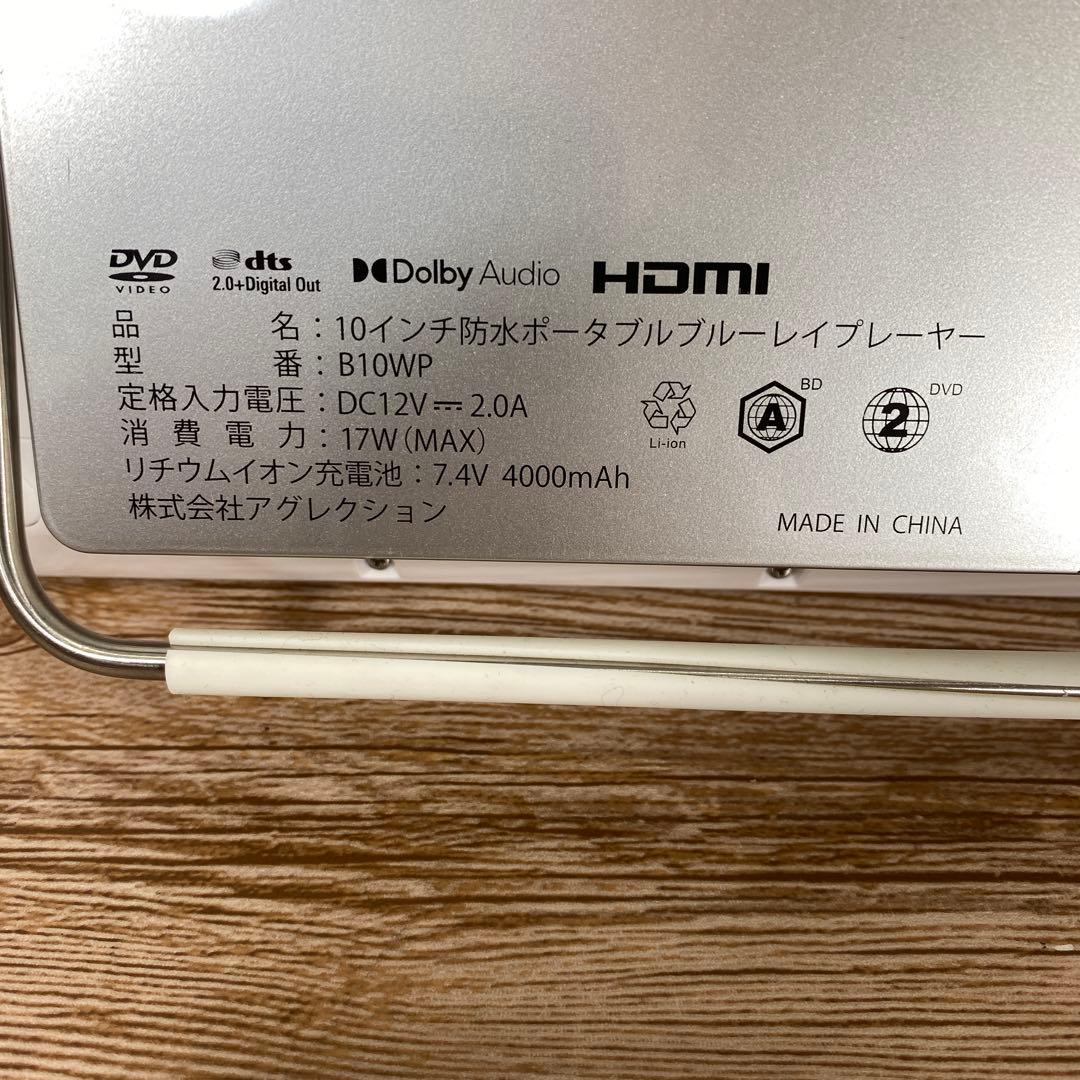 DVD VIDEO
dts 2.0+Digital Out
Dolby Audio
HDMI
品名：10インチ防水ポータブルブルーレイプレーヤー
型番：B10WP
定格入力電圧：DC12V⎓2.0A
消費電力：17W(MAX)
リチウムイオン充電池：7.4V 4000mAh
株式会社アグレクション
Li-ion
A BD
2 DVD
MADE IN CHINA